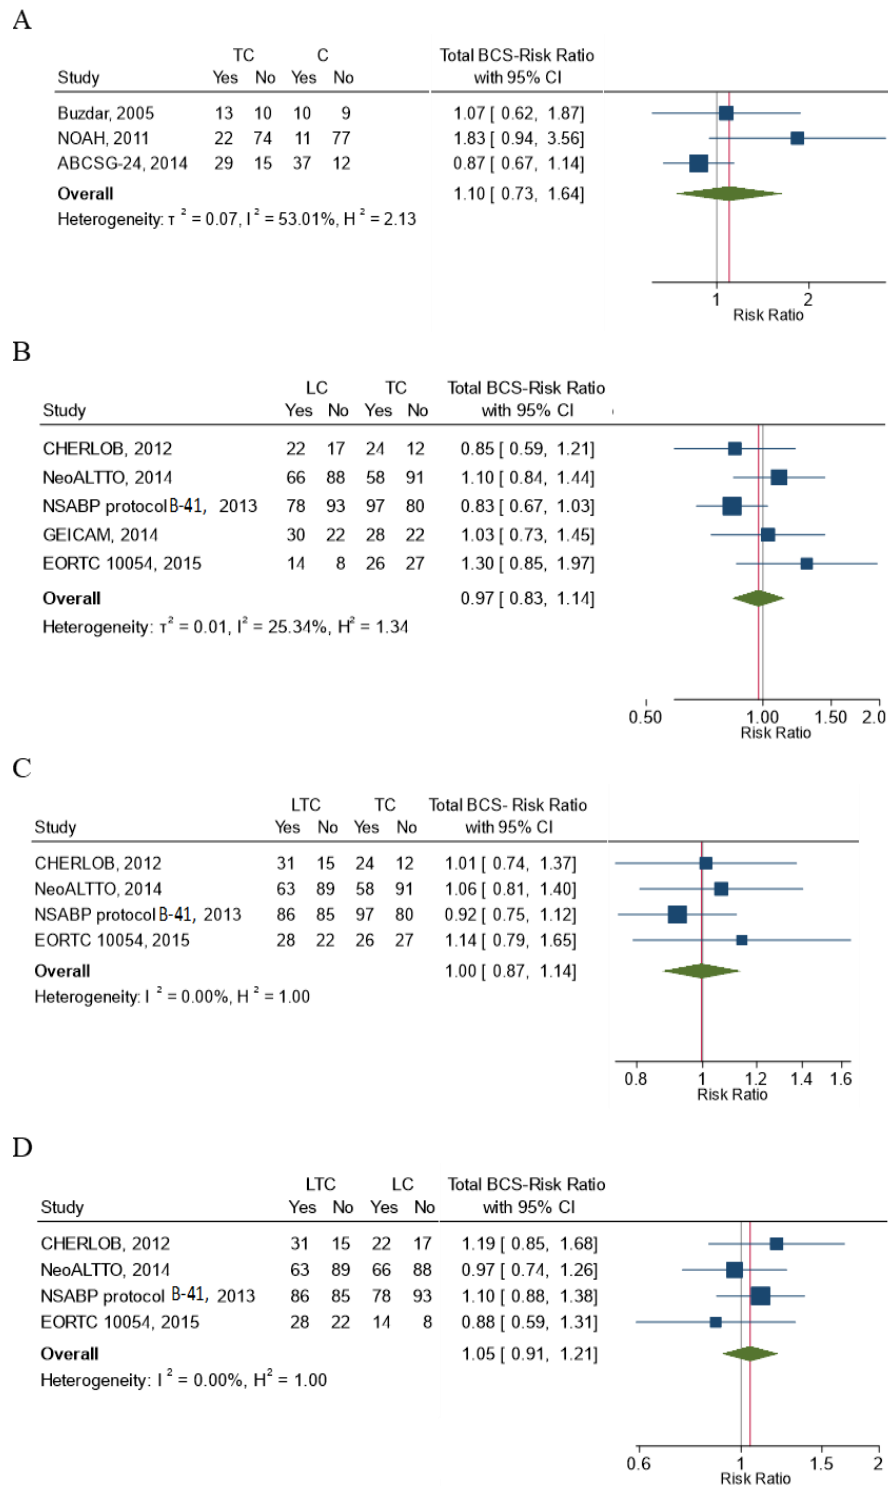 A
TC C Total BCS-Risk Ratio
Study Yes No Yes No with 95% CI
Buzdar, 2005 13 10 10 9 1.07 [ 0.62, 1.87]
NOAH, 2011 22 74 11 77 1.83 [ 0.94, 3.56]
ABCSG-24, 2014 29 15 37 12 0.87 [ 0.67, 1.14]
Overall 1.10 [ 0.73, 1.64]
Heterogeneity: τ² = 0.07, I² = 53.01%, H² = 2.13
1 2
Risk Ratio
B
LC TC Total BCS-Risk Ratio
Study Yes No Yes No with 95% CI
CHERLOB, 2012 22 17 24 12 0.85 [ 0.59, 1.21]
NeoALTTO, 2014 66 88 58 91 1.10 [ 0.84, 1.44]
NSABP protocol B-41, 2013 78 93 97 80 0.83 [ 0.67, 1.03]
GEICAM, 2014 30 22 28 22 1.03 [ 0.73, 1.45]
EORTC 10054, 2015 14 8 26 27 1.30 [ 0.85, 1.97]
Overall 0.97 [ 0.83, 1.14]
Heterogeneity: τ² = 0.01, I² = 25.34%, H² = 1.34
0.50 1.00 1.50 2.0
Risk Ratio
C
LTC TC Total BCS- Risk Ratio
Study Yes No Yes No with 95% CI
CHERLOB, 2012 31 15 24 12 1.01 [ 0.74, 1.37]
NeoALTTO, 2014 63 89 58 91 1.06 [ 0.81, 1.40]
NSABP protocol B-41, 2013 86 85 97 80 0.92 [ 0.75, 1.12]
EORTC 10054, 2015 28 22 26 27 1.14 [ 0.79, 1.65]
Overall 1.00 [ 0.87, 1.14]
Heterogeneity: I² = 0.00%, H² = 1.00
0.8 1 1.2 1.4 1.6
Risk Ratio
D
LTC LC Total BCS-Risk Ratio
Study Yes No Yes No with 95% CI
CHERLOB, 2012 31 15 22 17 1.19 [ 0.85, 1.68]
NeoALTTO, 2014 63 89 66 88 0.97 [ 0.74, 1.26]
NSABP protocol B-41, 2013 86 85 78 93 1.10 [ 0.88, 1.38]
EORTC 10054, 2015 28 22 14 8 0.88 [ 0.59, 1.31]
Overall 1.05 [ 0.91, 1.21]
Heterogeneity: I² = 0.00%, H² = 1.00
0.6 1 1.5 2
Risk Ratio